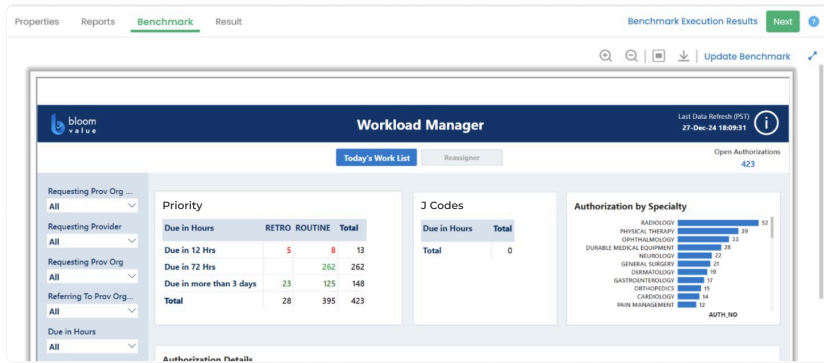 Properties Reports Benchmark Result Benchmark Execution Results Next ?
Update Benchmark
bloom
value
Workload Manager
Last Data Refresh (PST)
27-Dec-24 18:09:31
i
Today's Work List Reassigner
Open Authorizations
423
Requesting Prov Org ...
All
Requesting Provider
All
Requesting Prov Org
All
Referring To Prov Org...
All
Due in Hours
All
Priority
Due in Hours RETRO ROUTINE Total
Due in 12 Hrs 5 8 13
Due in 72 Hrs 262 262
Due in more than 3 days 23 125 148
Total 28 395 423
J Codes
Due in Hours Total
Total 0
Authorization by Specialty
RADIOLOGY 52
PHYSICAL THERAPY 39
OPHTHALMOLOGY 33
DURABLE MEDICAL EQUIPMENT 28
NEUROLOGY 22
GENERAL SURGERY 21
DERMATOLOGY 19
GASTROENTEROLOGY 17
ORTHOPEDICS 15
CARDIOLOGY 14
PAIN MANAGEMENT 12
AUTH_NO
Authorization Details